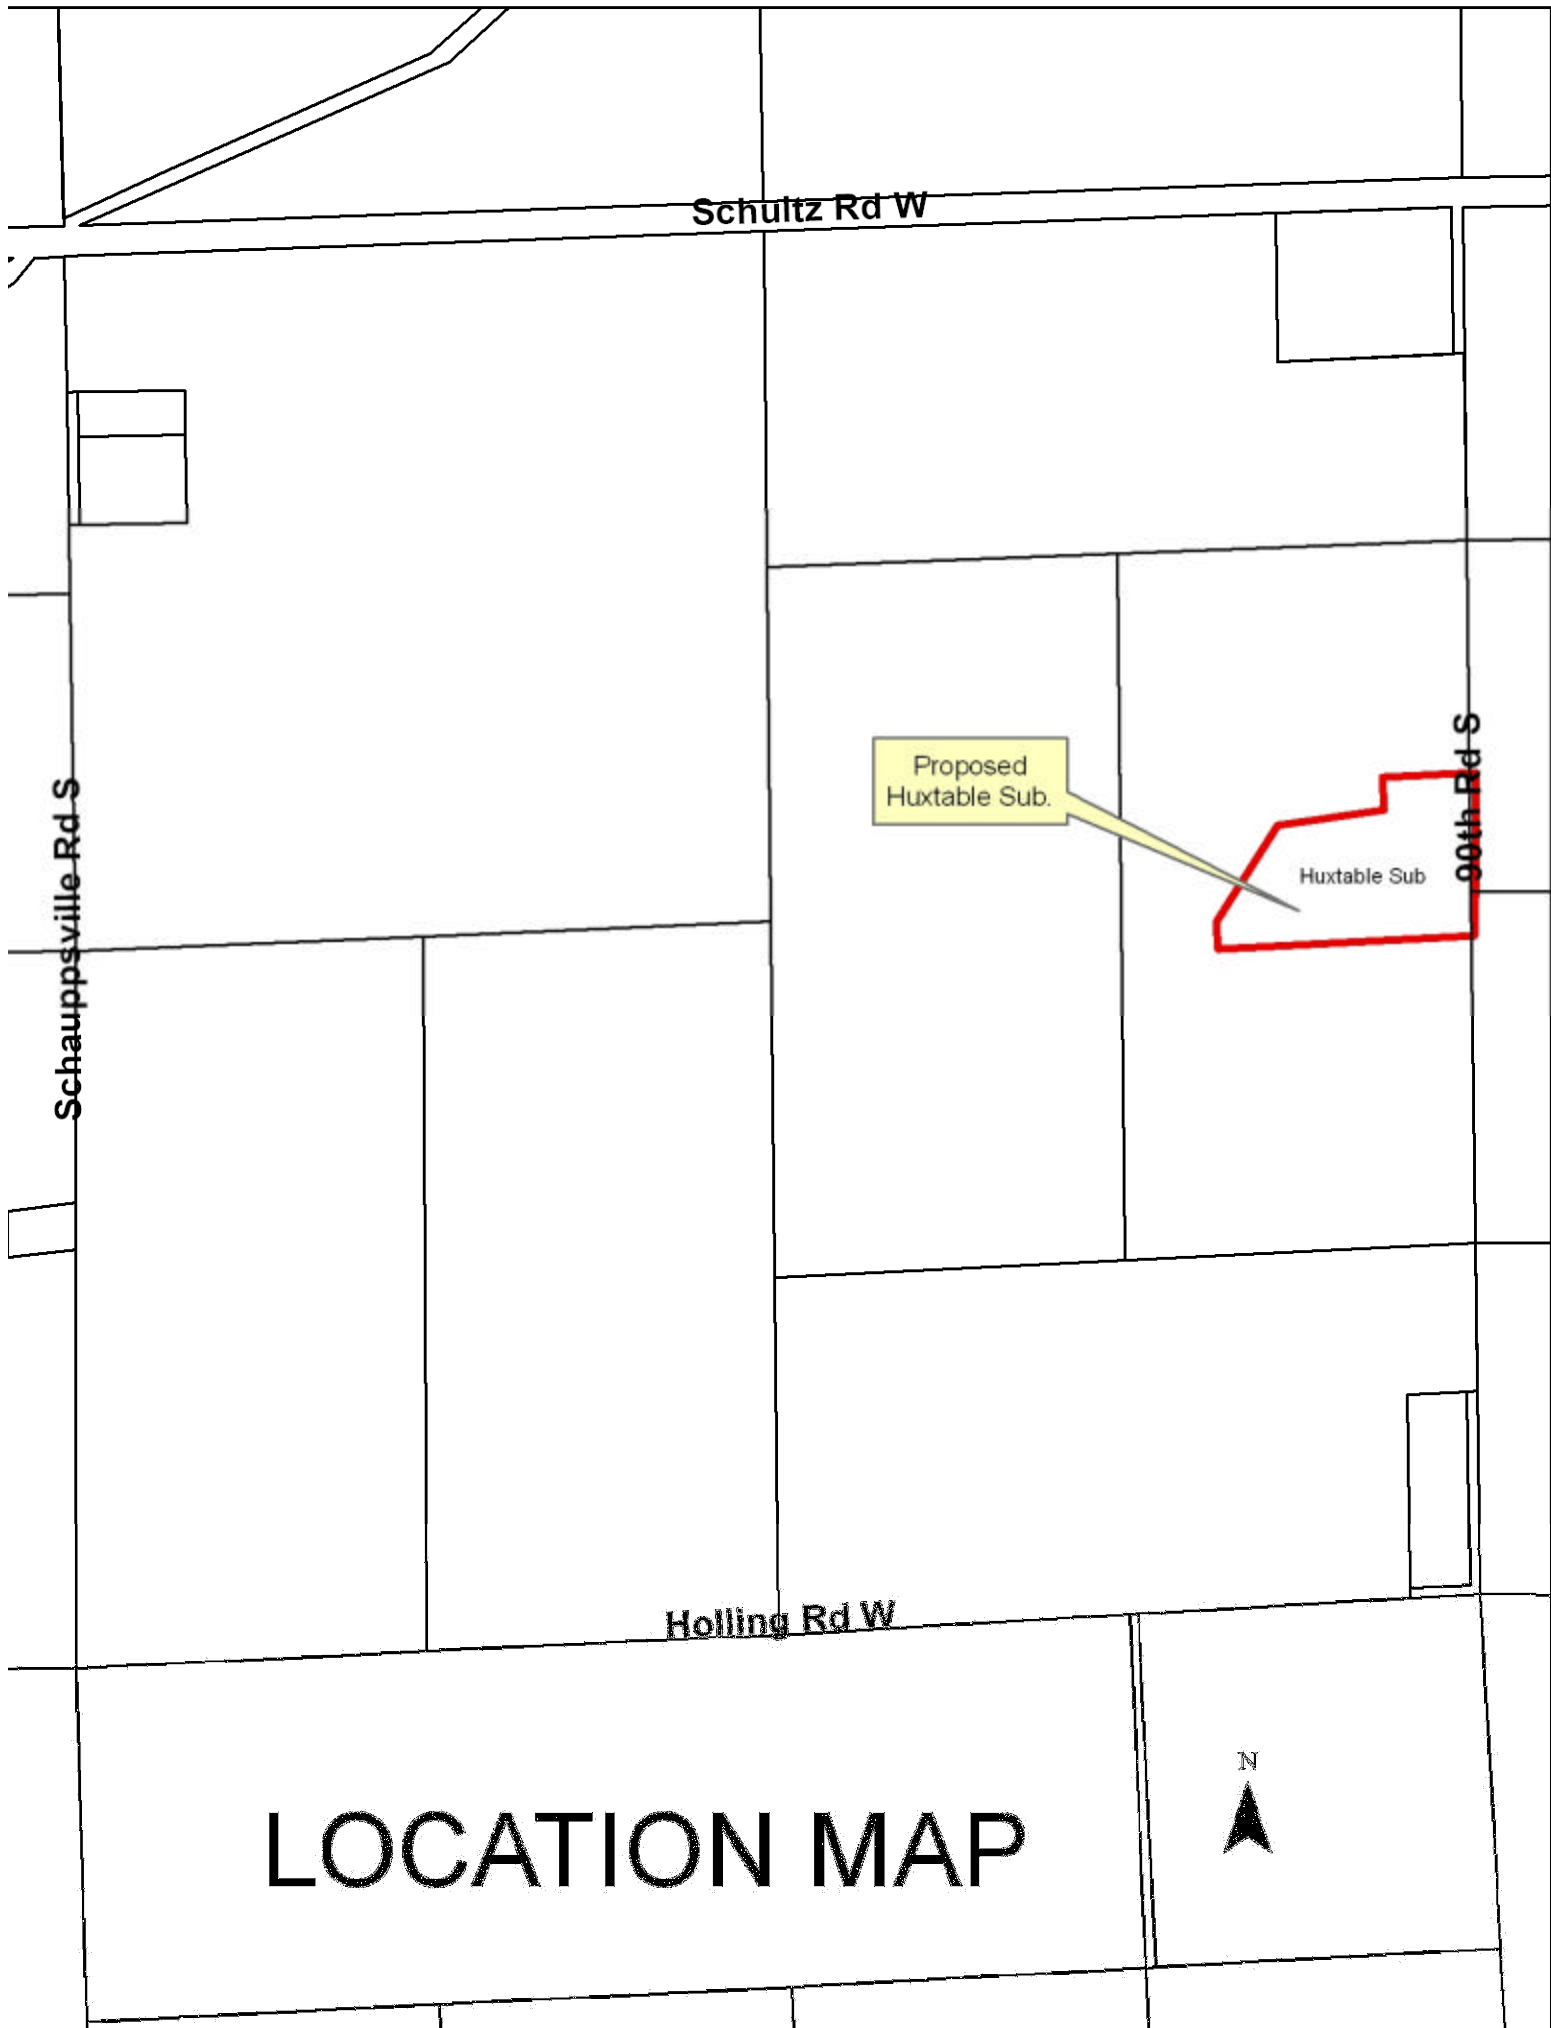 Schultz Rd W
90th Rd S
Proposed
Huxtable Sub.
Schauppsville Rd S
Huxtable Sub
Holling Rd W
N
LOCATION MAP